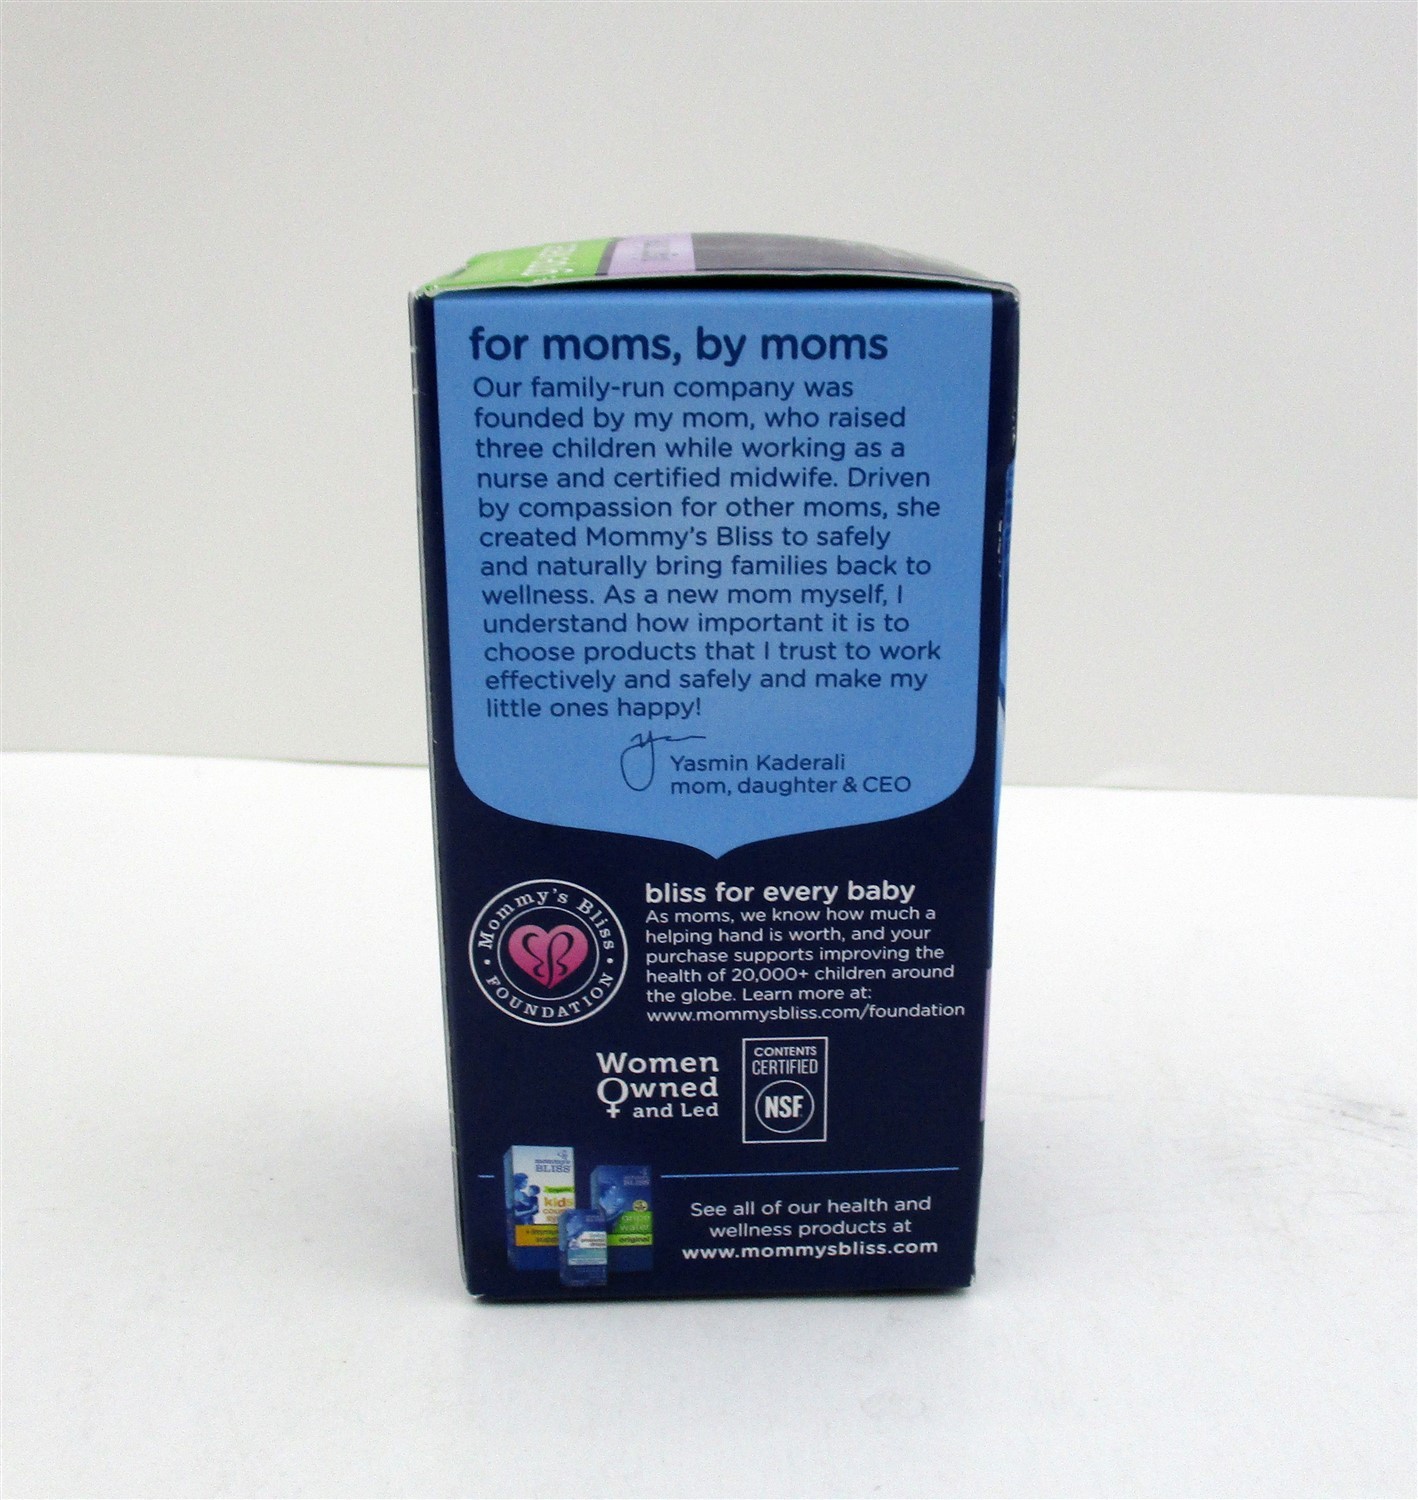 for moms, by moms
Our family-run company was
founded by my mom, who raised
three children while working as a
nurse and certified midwife. Driven
by compassion for other moms, she
created Mommy's Bliss to safely
and naturally bring families back to
wellness. As a new mom myself, I
understand how important it is to
choose products that I trust to work
effectively and safely and make my
little ones happy!
Yasmin Kaderali
mom, daughter & CEO
Mommy's Bliss
FOUNDATION
bliss for every baby
As moms, we know how much a
helping hand is worth, and your
purchase supports improving the
health of 20,000+ children around
the globe. Learn more at:
www.mommysbliss.com/foundation
Women
Owned
and Led
CONTENTS
CERTIFIED
NSF
BLISS
kids
BLISS
water
original
See all of our health and
wellness products at
www.mommysbliss.com